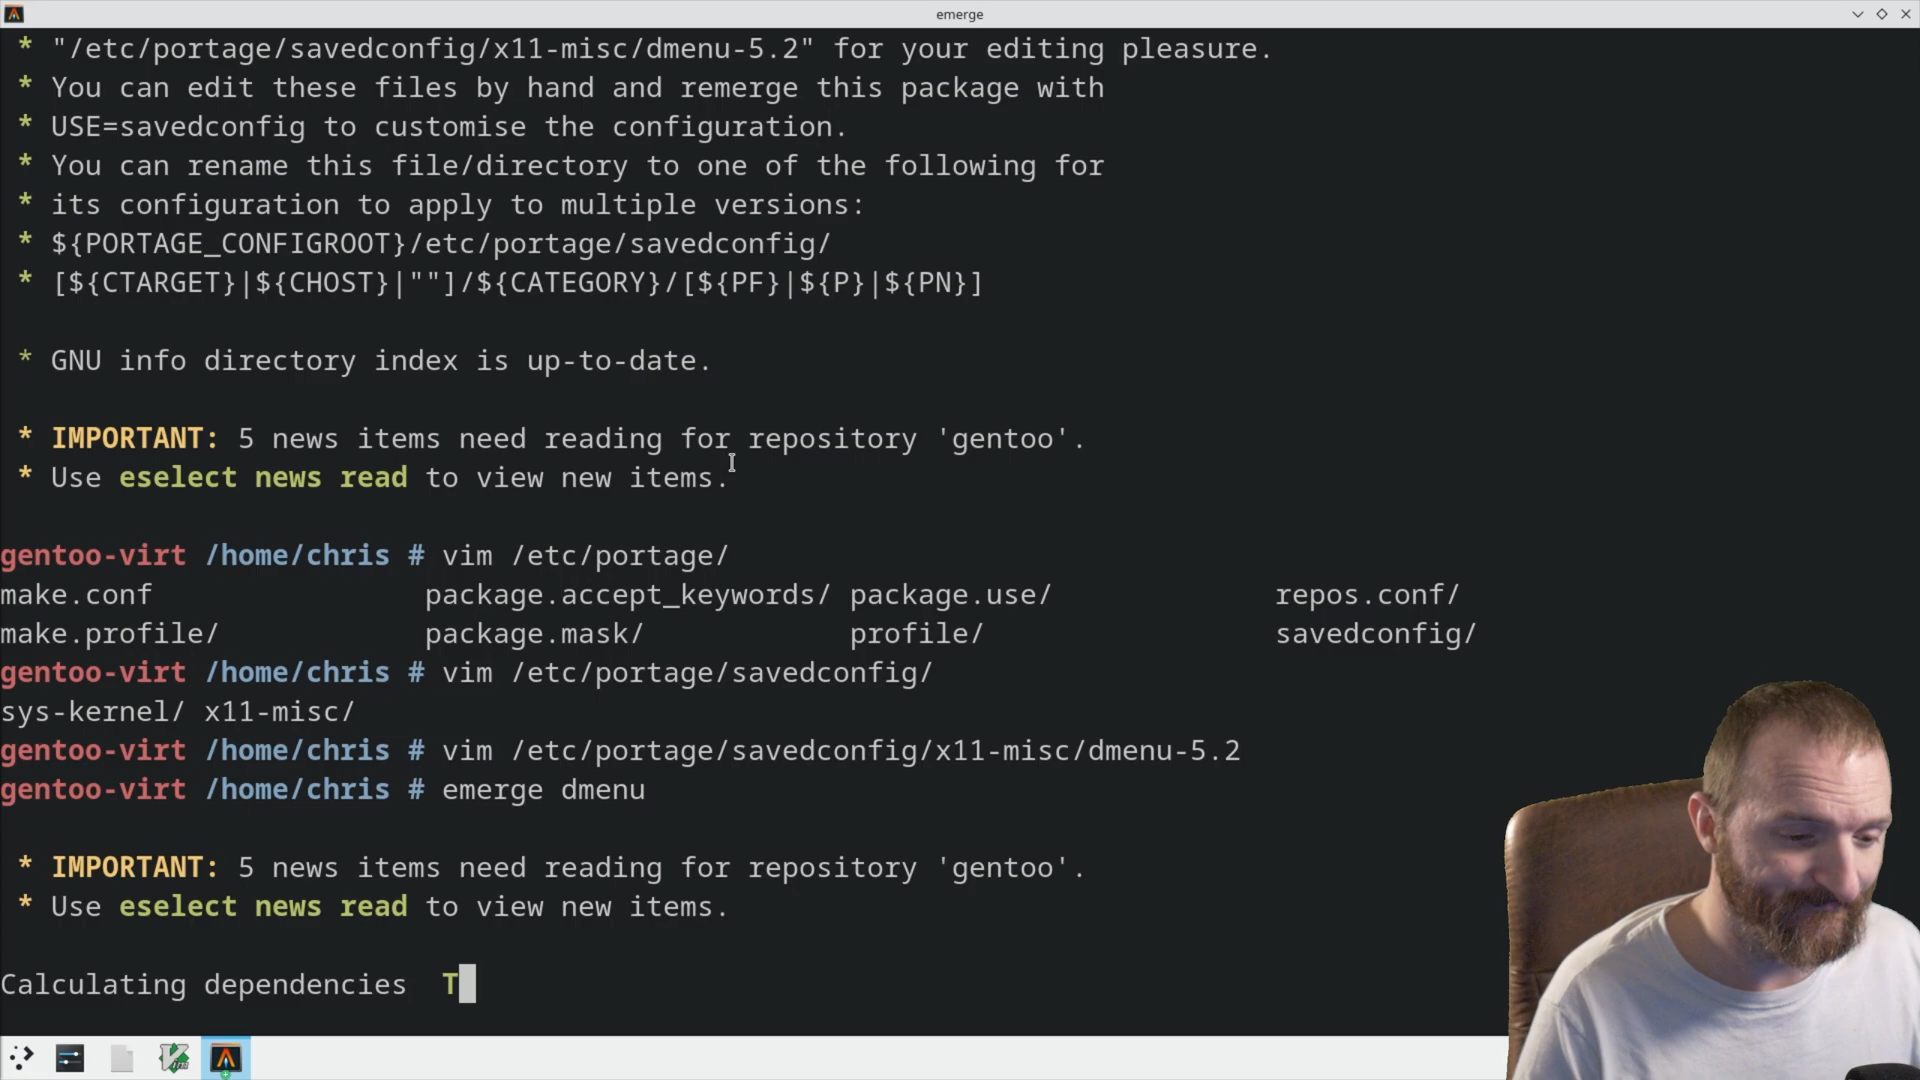 emerge
* "/etc/portage/savedconfig/x11-misc/dmenu-5.2" for your editing pleasure.
* You can edit these files by hand and remerge this package with
* USE=savedconfig to customise the configuration.
* You can rename this file/directory to one of the following for
* its configuration to apply to multiple versions:
* ${PORTAGE_CONFIGROOT}/etc/portage/savedconfig/
* [${CTARGET}|${CHOST}|""]/${CATEGORY}/[${PF}|${P}|${PN}]
* GNU info directory index is up-to-date.
* IMPORTANT: 5 news items need reading for repository 'gentoo'.
* Use eselect news read to view new items.
gentoo-virt /home/chris # vim /etc/portage/
make.conf package.accept_keywords/ package.use/ repos.conf/
make.profile/ package.mask/ profile/ savedconfig/
gentoo-virt /home/chris # vim /etc/portage/savedconfig/
sys-kernel/ x11-misc/
gentoo-virt /home/chris # vim /etc/portage/savedconfig/x11-misc/dmenu-5.2
gentoo-virt /home/chris # emerge dmenu
* IMPORTANT: 5 news items need reading for repository 'gentoo'.
* Use eselect news read to view new items.
Calculating dependencies T